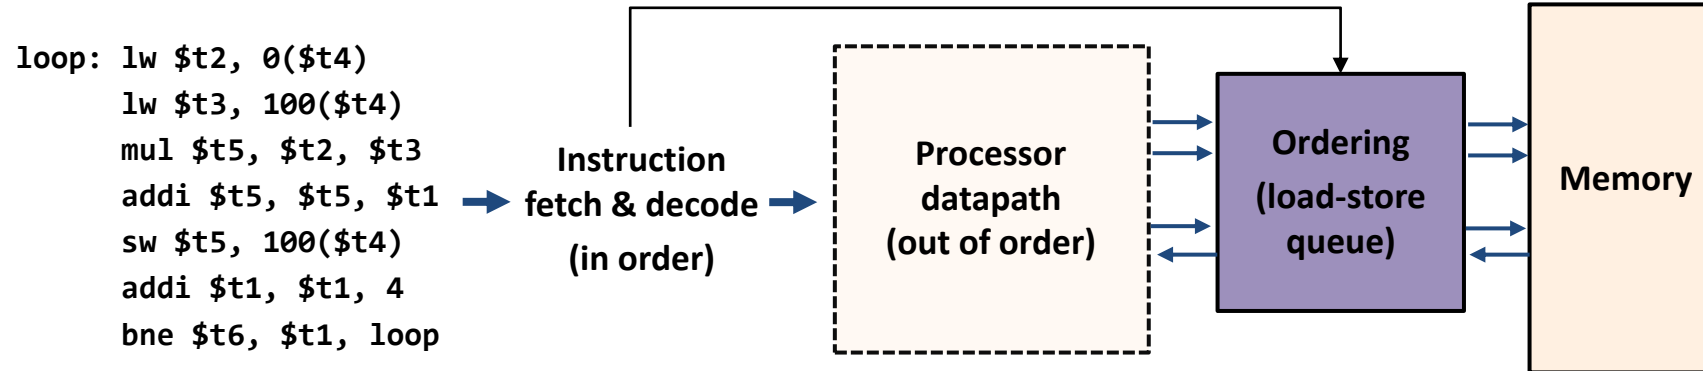 loop: lw $t2, 0($t4)
lw $t3, 100($t4)
mul $t5, $t2, $t3
addi $t5, $t5, $t1
sw $t5, 100($t4)
addi $t1, $t1, 4
bne $t6, $t1, loop
Instruction
fetch & decode
(in order)
Processor
datapath
(out of order)
Ordering
(load-store
queue)
Memory